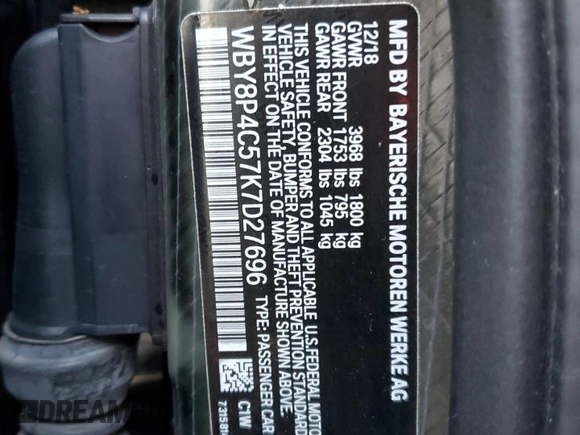 MFD BY BAYERISCHE MOTOREN WERKE AG
12/18
GVWR 3968 lbs 1800 kg
GAWR FRONT 1753 lbs 795 kg
GAWR REAR 2304 lbs 1045 kg
THIS VEHICLE CONFORMS TO ALL APPLICABLE U.S. FEDERAL MOTO
VEHICLE SAFETY, BUMPER AND THEFT PREVENTION STANDARD
IN EFFECT ON THE DATE OF MANUFACTURE SHOWN ABOVE.
WBY8P4C57K7D27696 TYPE: PASSENGER CAR
C1W